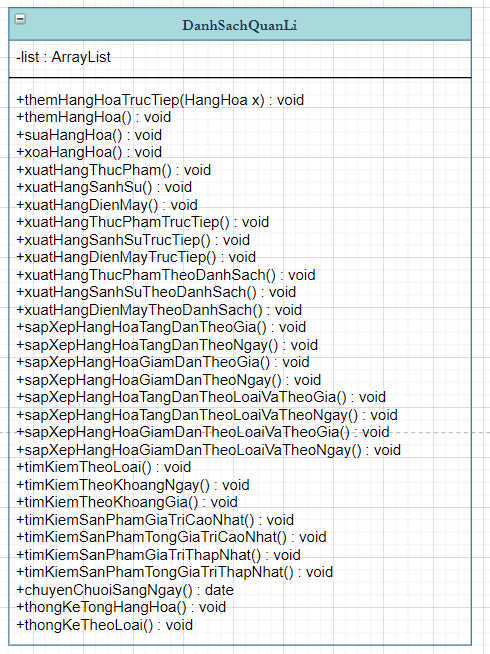 DanhSachQuanLi
-list : ArrayList
+themHangHoaTrucTiep(HangHoa x) : void
+themHangHoa() : void
+suaHangHoa() : void
+xoaHangHoa() : void
+xuatHangThucPham() : void
+xuatHangSanhSu() : void
+xuatHangDienMay() : void
+xuatHangThucPhamTrucTiep() : void
+xuatHangSanhSuTrucTiep() : void
+xuatHangDienMayTrucTiep() : void
+xuatHangThucPhamTheoDanhSach() : void
+xuatHangSanhSuTheoDanhSach() : void
+xuatHangDienMayTheoDanhSach() : void
+sapXepHangHoaTangDanTheoGia() : void
+sapXepHangHoaTangDanTheoNgay() : void
+sapXepHangHoaGiamDanTheoGia() : void
+sapXepHangHoaGiamDanTheoNgay() : void
+sapXepHangHoaTangDanTheoLoaiVaTheoGia() : void
+sapXepHangHoaTangDanTheoLoaiVaTheoNgay() : void
+sapXepHangHoaGiamDanTheoLoaiVaTheoGia() : void
+sapXepHangHoaGiamDanTheoLoaiVaTheoNgay() : void
+timKiemTheoLoai() : void
+timKiemTheoKhoangNgay() : void
+timKiemTheoKhoangGia() : void
+timKiemSanPhamGiaTriCaoNhat() : void
+timKiemSanPhamTongGiaTriCaoNhat() : void
+timKiemSanPhamGiaTriThapNhat() : void
+timKiemSanPhamTongGiaTriThapNhat() : void
+chuyenChuoiSangNgay() : date
+thongKeTongHangHoa() : void
+thongKeTheoLoai() : void